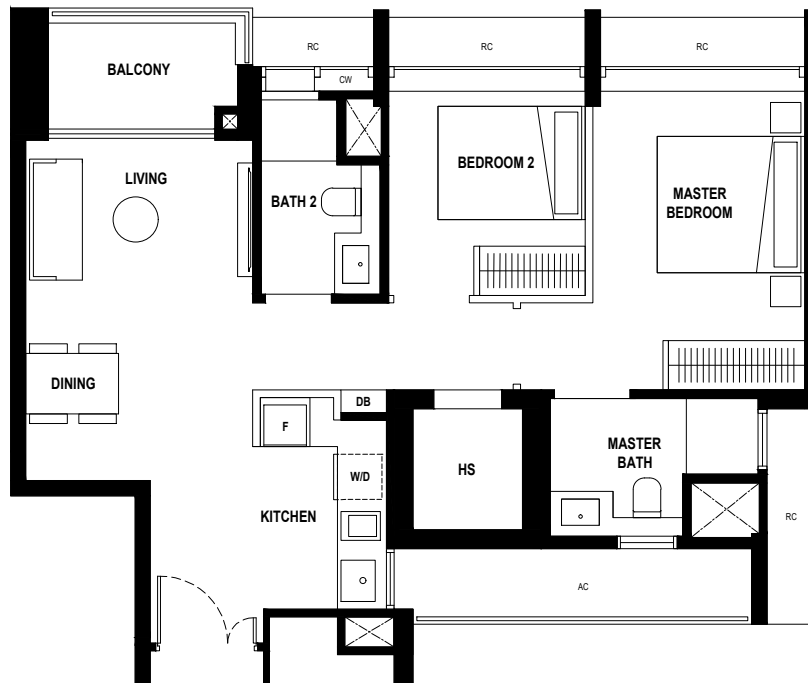 RC
RC
RC
BALCONY
CW
LIVING
BEDROOM 2
BATH 2
MASTER
BEDROOM
DINING
DB
F
MASTER
BATH
HS
W/D
KITCHEN
RC
AC